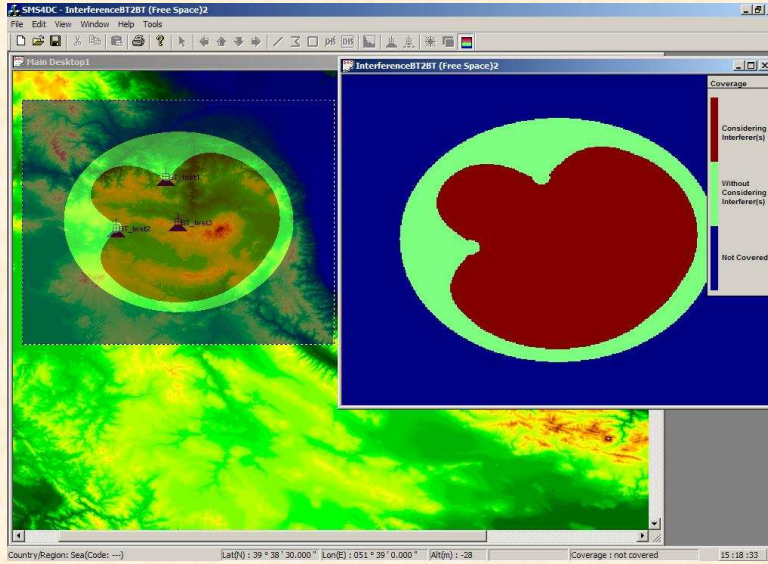 SMS4DC - InterferenceBT2BT (Free Space)2
File Edit View Window Help Tools
Main Desktop1
InterferenceBT2BT (Free Space)2
Coverage
Considering
Interferer(s)
Without
Considering
Interferer(s)
Not Covered
BT_test2
BT_test3
Country/Region: Sea(Code: ---) Lat(N) : 39 ° 38 ' 30.000 " Lon(E) : 051 ° 39 ' 0.000 " Alt(m) : -28 Coverage : not covered 15 : 18 : 33